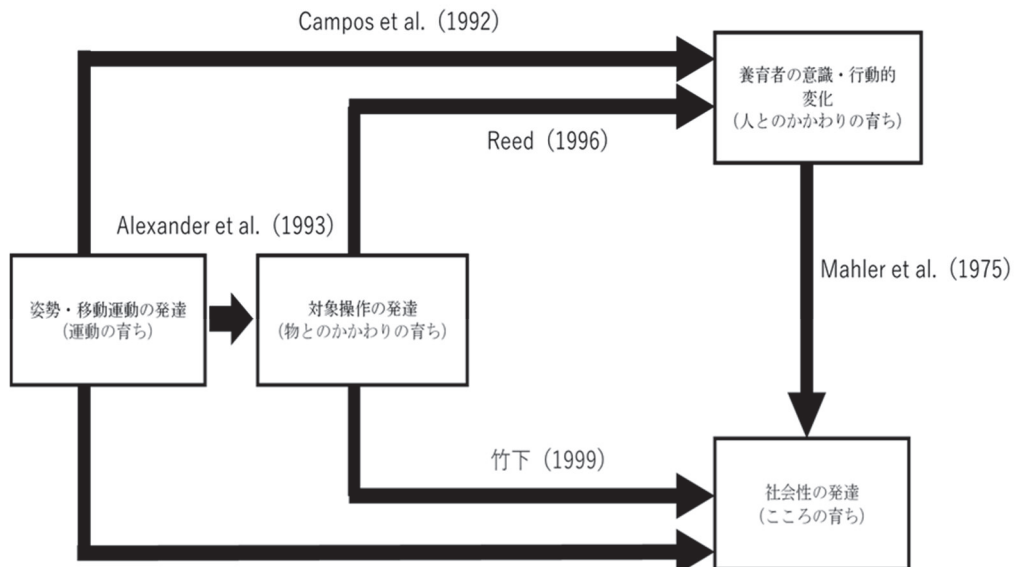 Campos et al.（1992）
養育者の意識・行動的
変化
（人とのかかわりの育ち）
Reed（1996）
Alexander et al.（1993）
Mahler et al.（1975）
姿勢・移動運動の発達
（運動の育ち）
対象操作の発達
（物とのかかわりの育ち）
竹下（1999）
社会性の発達
（こころの育ち）